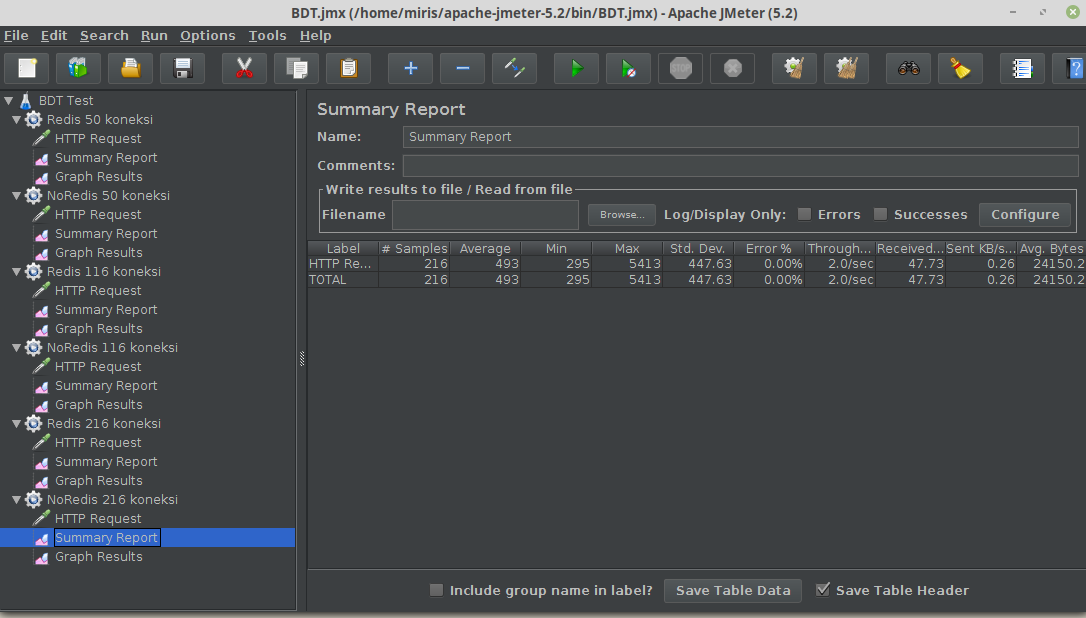 BDT.jmx (/home/miris/apache-jmeter-5.2/bin/BDT.jmx) - Apache JMeter (5.2)
File Edit Search Run Options Tools Help
STOP
?
BDT Test
Redis 50 koneksi
HTTP Request
Summary Report
Graph Results
NoRedis 50 koneksi
HTTP Request
Summary Report
Graph Results
Redis 116 koneksi
HTTP Request
Summary Report
Graph Results
NoRedis 116 koneksi
HTTP Request
Summary Report
Graph Results
Redis 216 koneksi
HTTP Request
Summary Report
Graph Results
NoRedis 216 koneksi
HTTP Request
Summary Report
Graph Results
Summary Report
Name: Summary Report
Comments:
Write results to file / Read from file
Filename Browse... Log/Display Only: Errors Successes Configure
Label # Samples Average Min Max Std. Dev. Error % Through... Received... Sent KB/s... Avg. Bytes
HTTP Re... 216 493 295 5413 447.63 0.00% 2.0/sec 47.73 0.26 24150.2
TOTAL 216 493 295 5413 447.63 0.00% 2.0/sec 47.73 0.26 24150.2
Include group name in label? Save Table Data Save Table Header